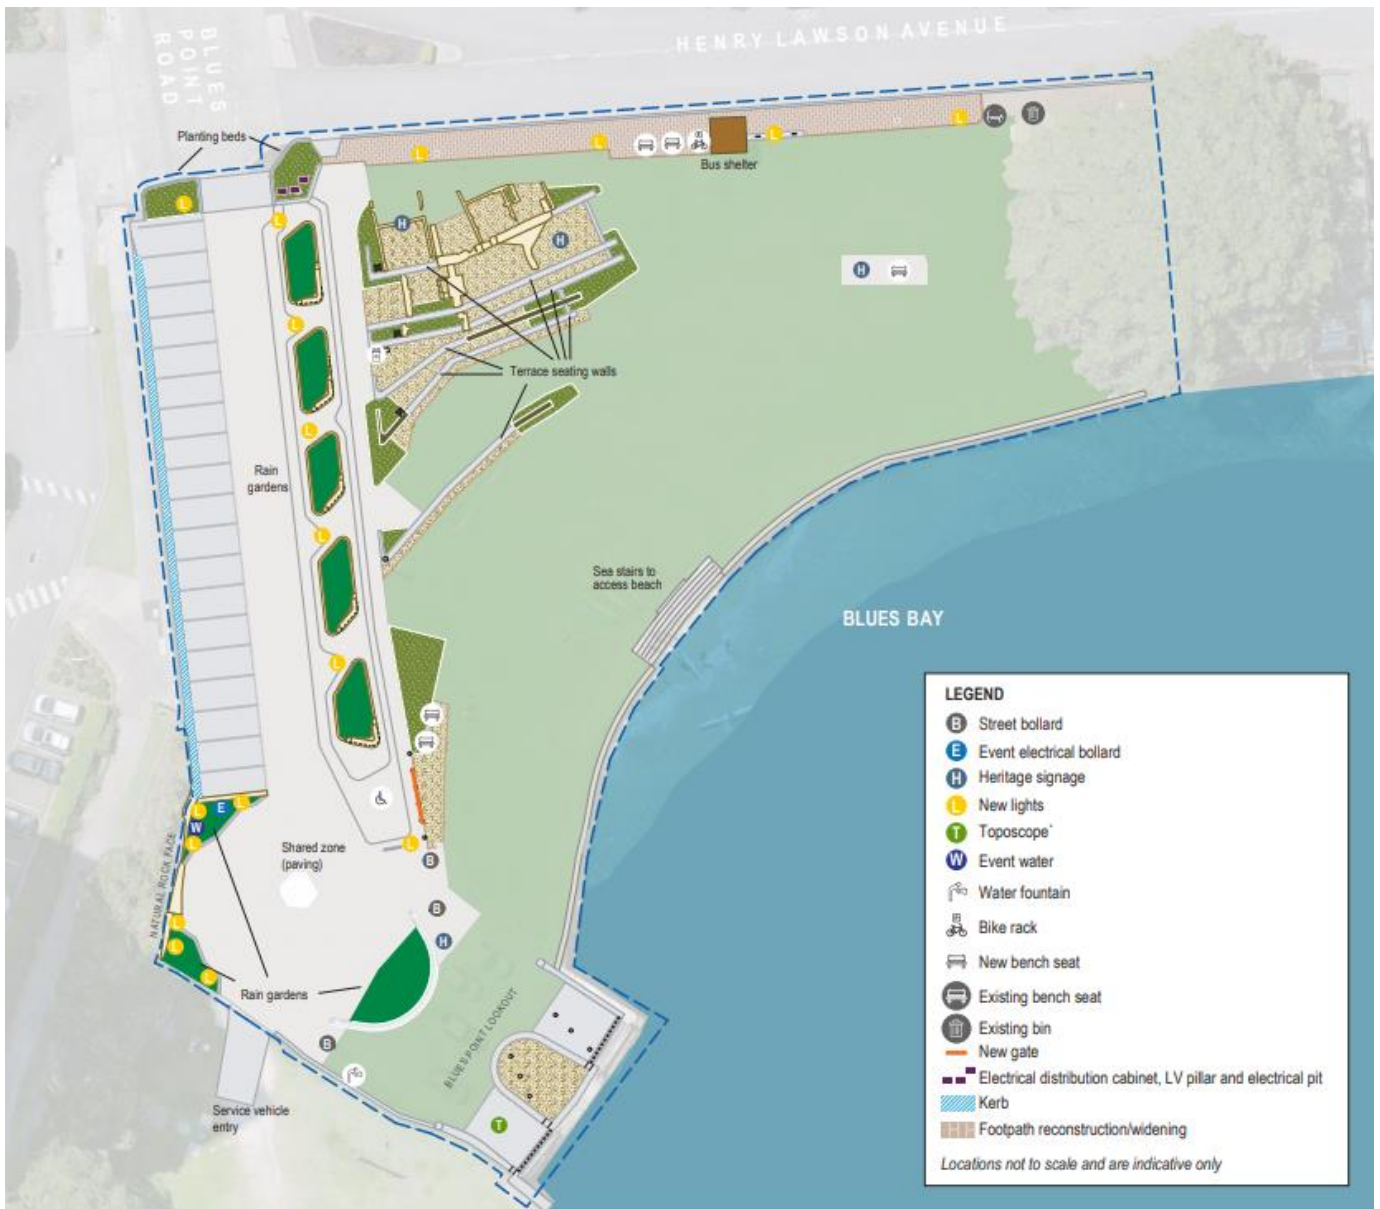 HENRY LAWSON AVENUE
BLUES
POINT
ROAD
Planting beds
L
L
L
L
Bus shelter
L
L
H
H
H
L
L
Terrace seating walls
L
Rain
gardens
L
Sea stairs to
access beach
BLUES BAY
L
L
E
L
W
L
NATURAL ROCK FACE
Shared zone
(paving)
L
B
B
H
L
L
L
Rain gardens
BLUES POINT LOOKOUT
B
T
Service vehicle
entry
LEGEND
B Street bollard
E Event electrical bollard
H Heritage signage
L New lights
T Toposcope*
W Event water
Water fountain
Bike rack
New bench seat
Existing bench seat
Existing bin
New gate
Electrical distribution cabinet, LV pillar and electrical pit
Kerb
Footpath reconstruction/widening
Locations not to scale and are indicative only